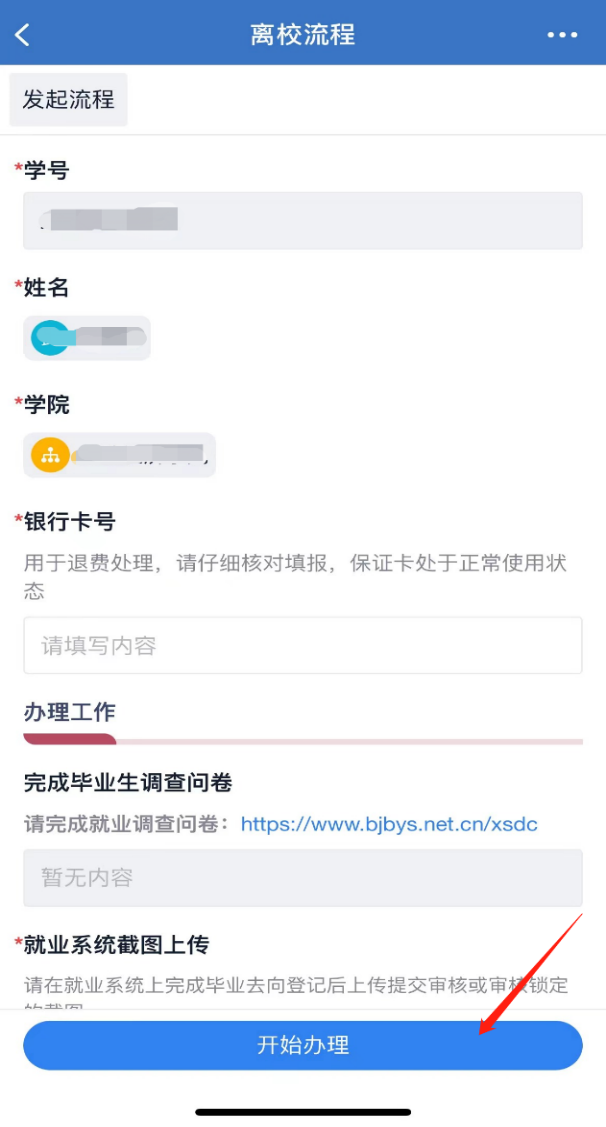 离校流程
发起流程
*学号
*姓名
*学院
*银行卡号
用于退费处理，请仔细核对填报，保证卡处于正常使用状
态
请填写内容
办理工作
完成毕业生调查问卷
请完成就业调查问卷：https://www.bjbys.net.cn/xsdc
暂无内容
*就业系统截图上传
请在就业系统上完成毕业去向登记后上传提交审核或审核锁定
的截图
开始办理